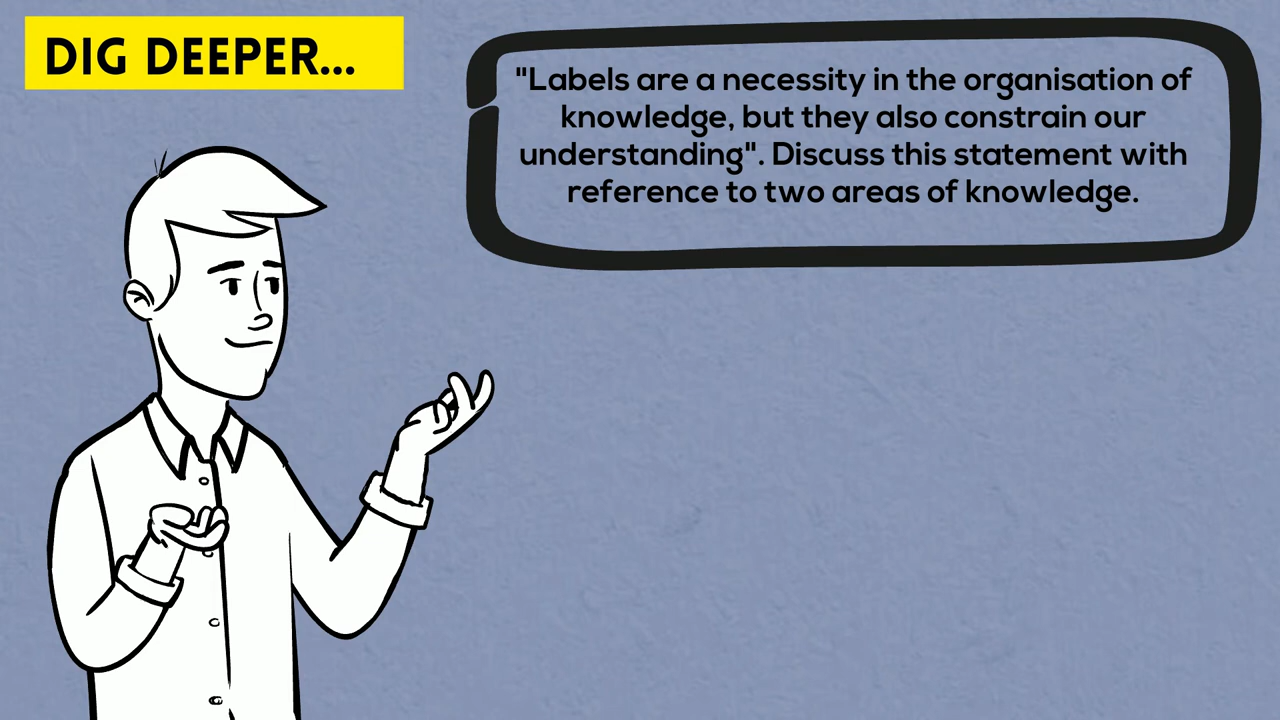 DIG DEEPER...
"Labels are a necessity in the organisation of
knowledge, but they also constrain our
understanding". Discuss this statement with
reference to two areas of knowledge.